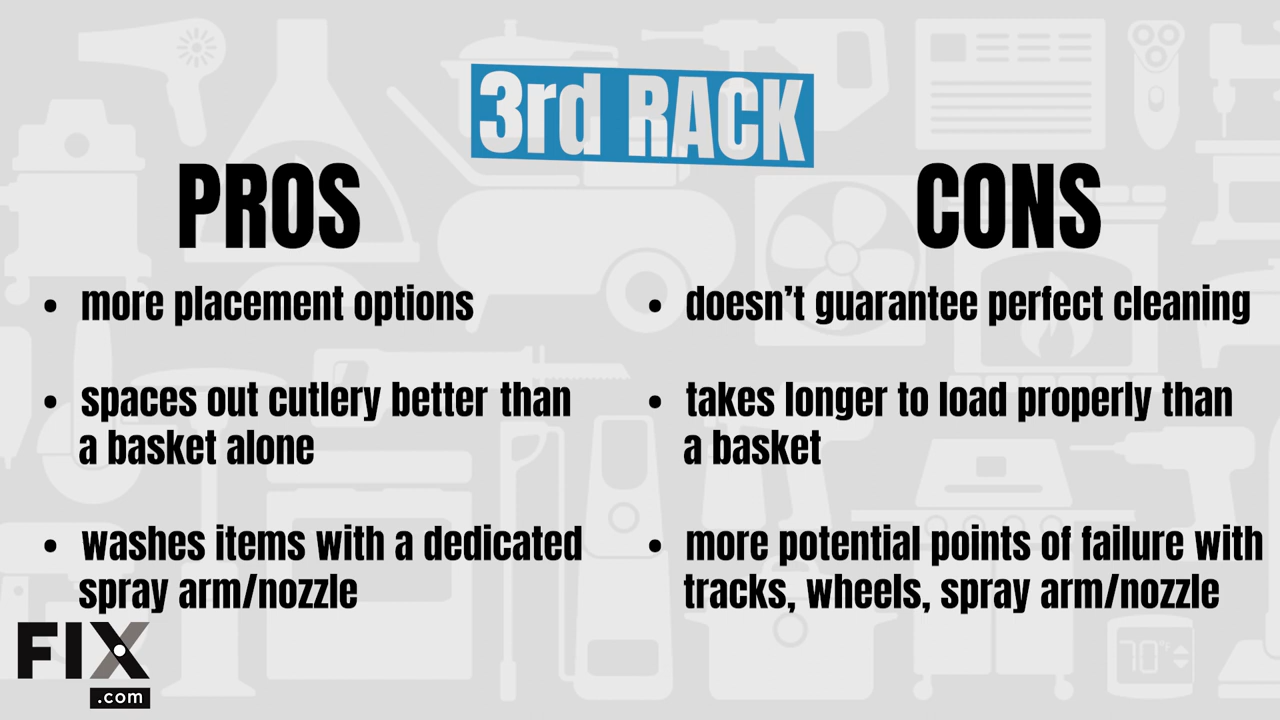 3rd RACK
PROS
• more placement options
• spaces out cutlery better than
a basket alone
• washes items with a dedicated
spray arm/nozzle
CONS
• doesn’t guarantee perfect cleaning
• takes longer to load properly than
a basket
• more potential points of failure with
tracks, wheels, spray arm/nozzle
FIX
.com
70°F